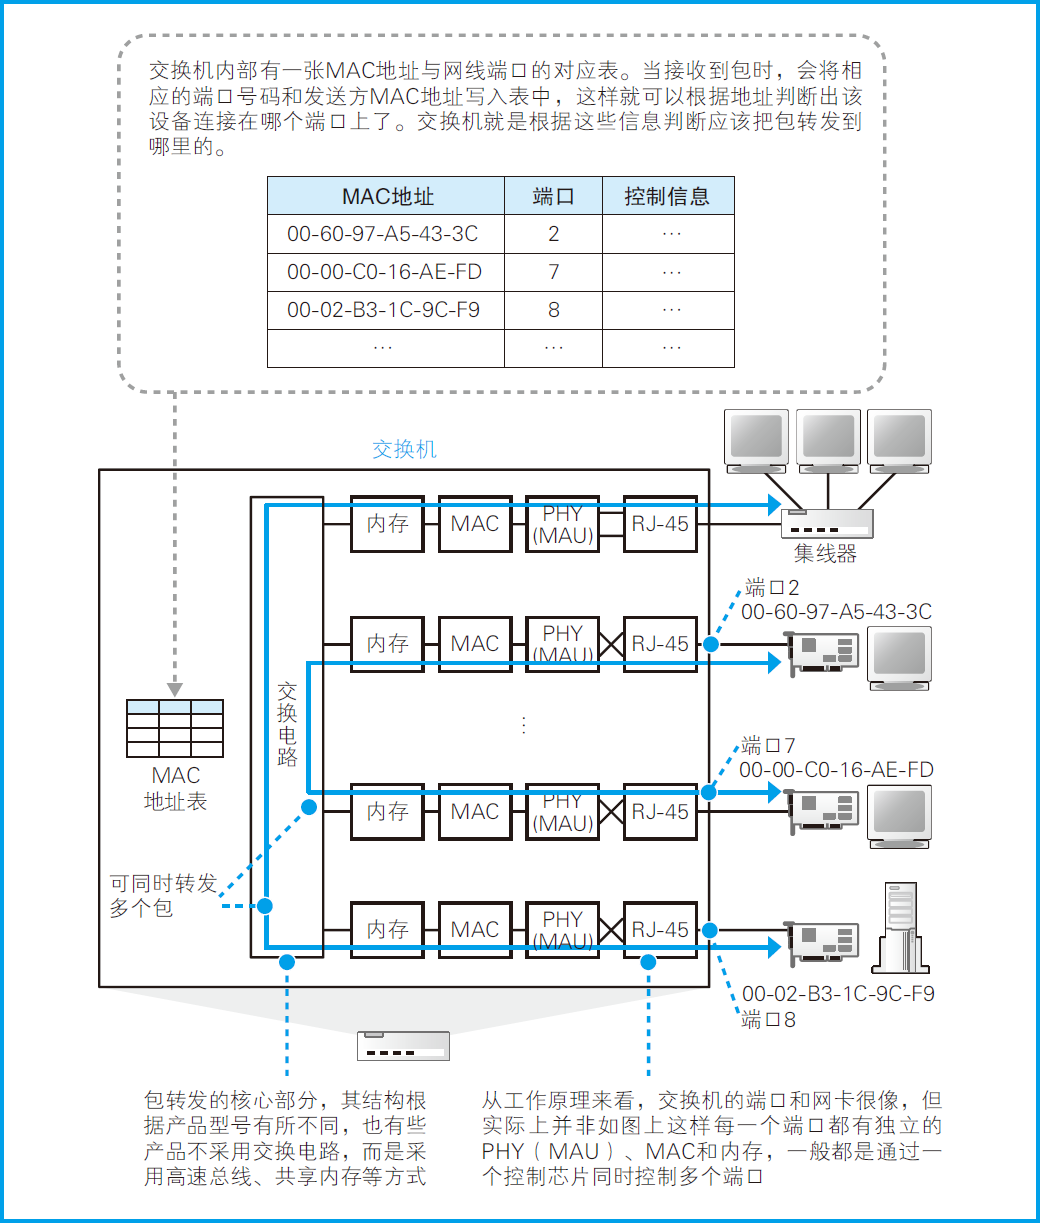 交换机内部有一张MAC地址与网线端口的对应表。当接收到包时，会将相
应的端口号码和发送方MAC地址写入表中，这样就可以根据地址判断出该
设备连接在哪个端口上了。交换机就是根据这些信息判断应该把包转发到
哪里的。
MAC地址 端口 控制信息
00-60-97-A5-43-3C 2 …
00-00-C0-16-AE-FD 7 …
00-02-B3-1C-9C-F9 8 …
… … …
交换机
内存 MAC PHY (MAU) RJ-45
集线器
端口2
00-60-97-A5-43-3C
内存 MAC PHY (MAU) RJ-45
交换电路
…
MAC
地址表
端口7
00-00-C0-16-AE-FD
内存 MAC PHY (MAU) RJ-45
可同时转发
多个包
内存 MAC PHY (MAU) RJ-45
00-02-B3-1C-9C-F9
端口8
包转发的核心部分，其结构根
据产品型号有所不同，也有些
产品不采用交换电路，而是采
用高速总线、共享内存等方式
从工作原理来看，交换机的端口和网卡很像，但
实际上并非如图上这样每一个端口都有独立的
PHY（MAU）、MAC和内存，一般都是通过一
个控制芯片同时控制多个端口